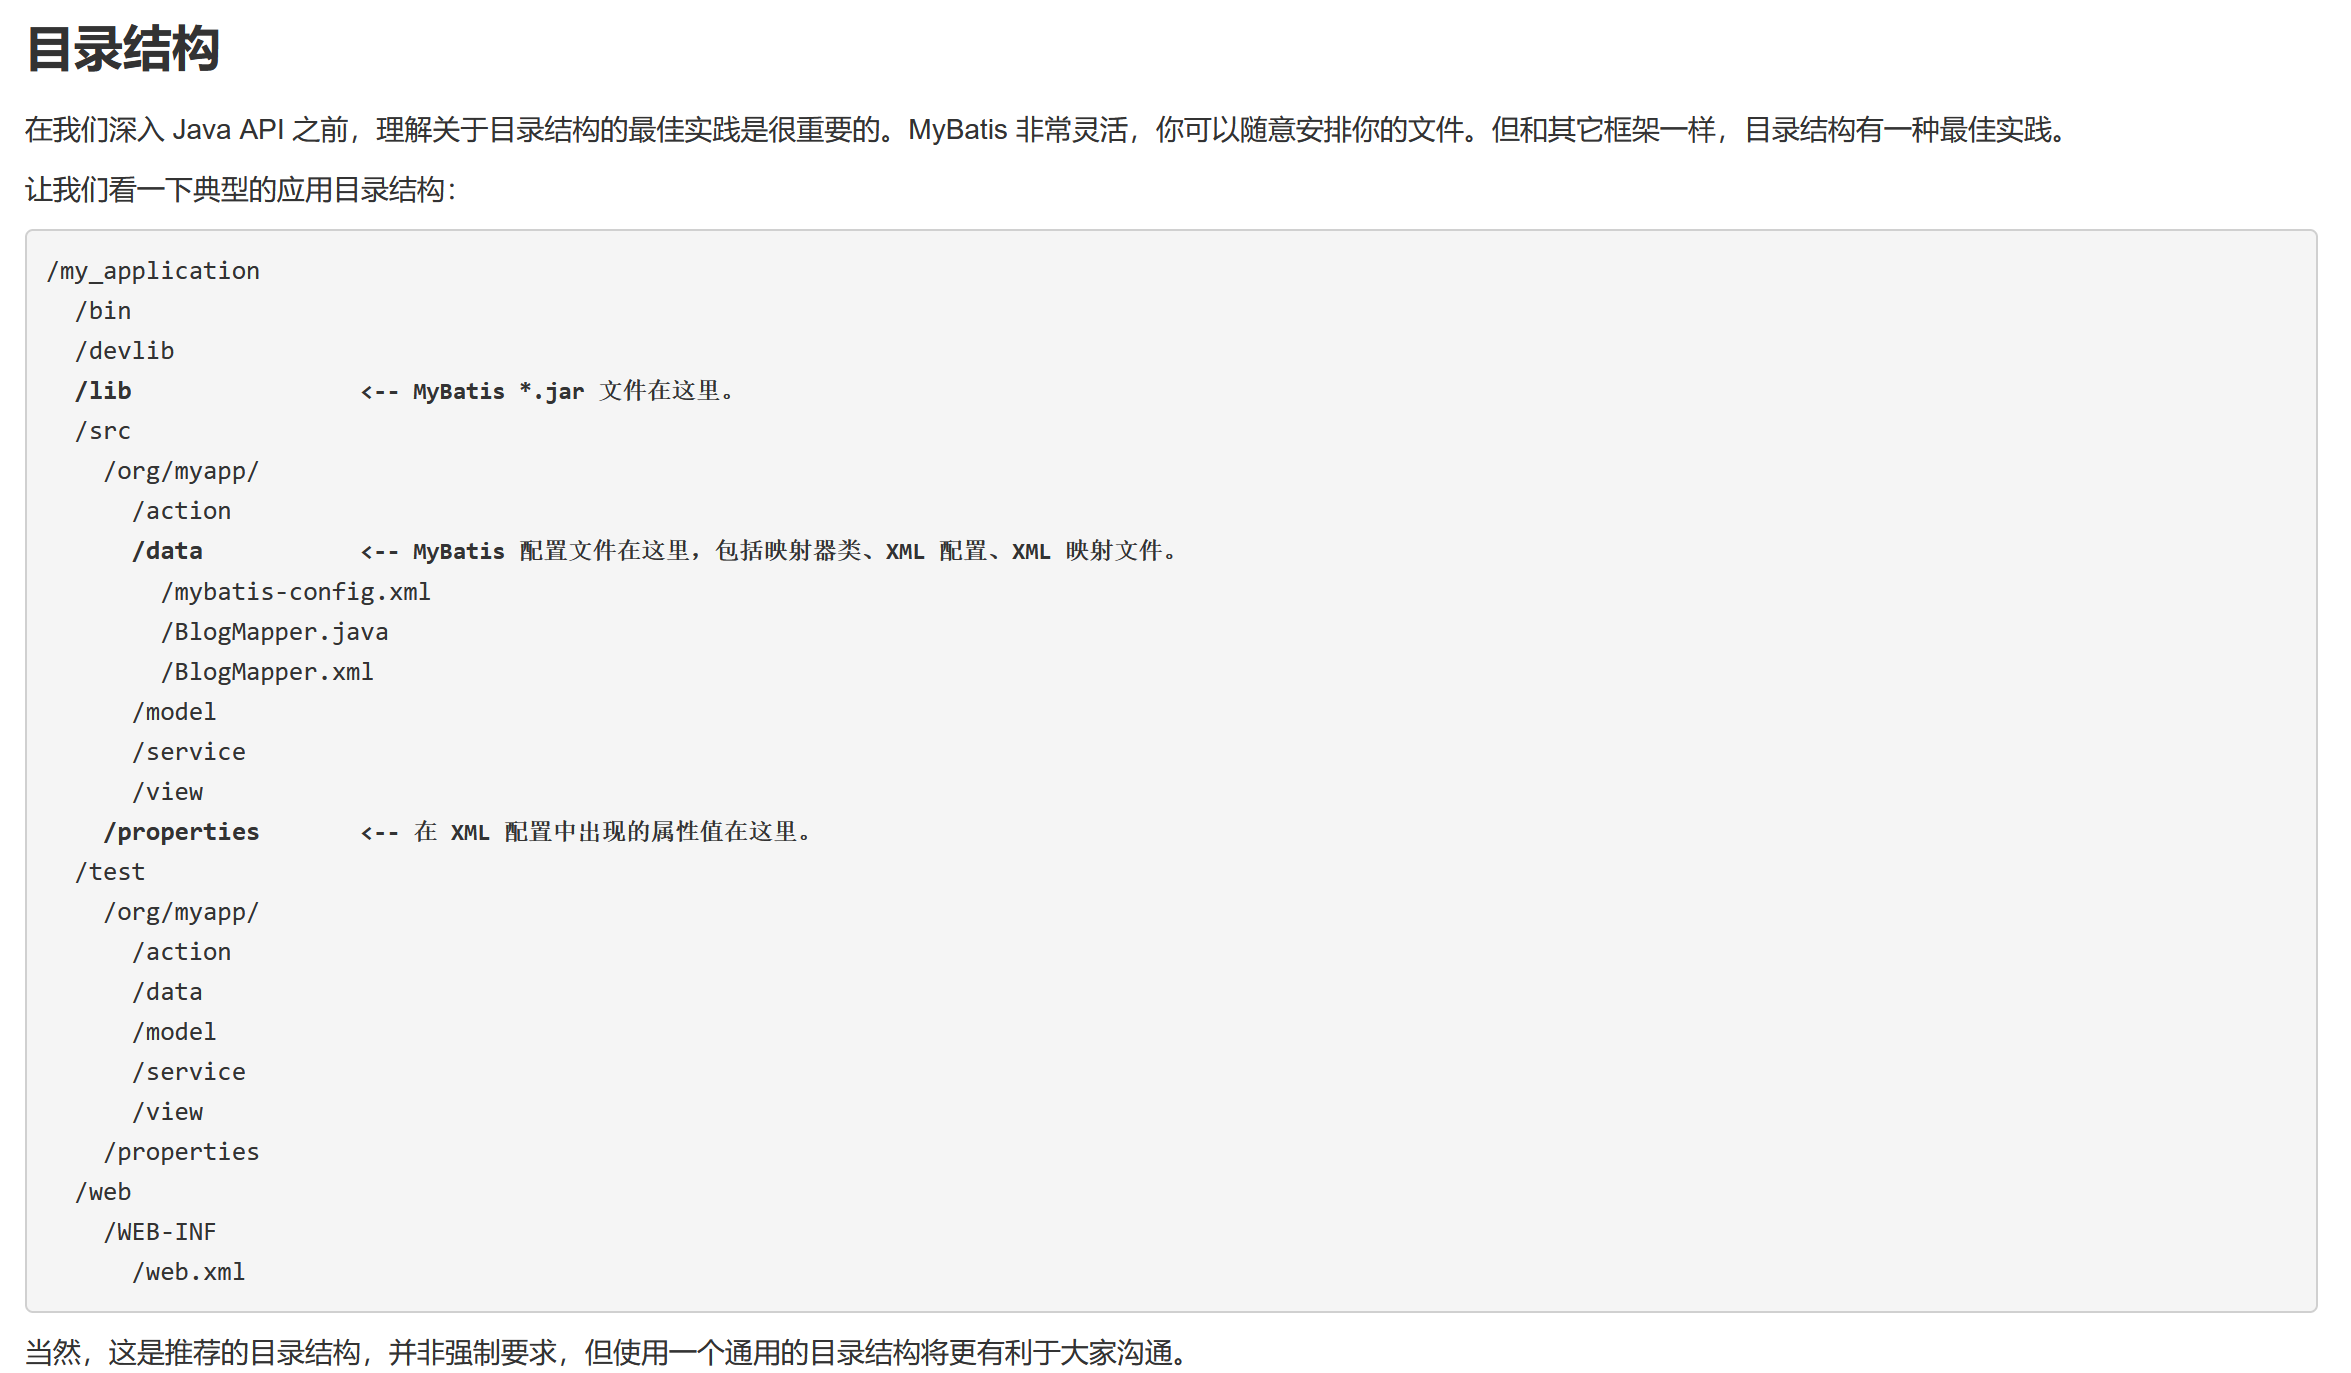 目录结构
在我们深入 Java API 之前，理解关于目录结构的最佳实践是很重要的。MyBatis 非常灵活，你可以随意安排你的文件。但和其它框架一样，目录结构有一种最佳实践。
让我们看一下典型的应用目录结构：
/my_application
  /bin
  /devlib
  /lib                <-- MyBatis *.jar 文件在这里。
  /src
    /org/myapp/
      /action
      /data           <-- MyBatis 配置文件在这里，包括映射器类、XML 配置、XML 映射文件。
        /mybatis-config.xml
        /BlogMapper.java
        /BlogMapper.xml
      /model
      /service
      /view
    /properties       <-- 在 XML 配置中出现的属性值在这里。
  /test
    /org/myapp/
      /action
      /data
      /model
      /service
      /view
    /properties
  /web
    /WEB-INF
      /web.xml
当然，这是推荐的目录结构，并非强制要求，但使用一个通用的目录结构将更有利于大家沟通。